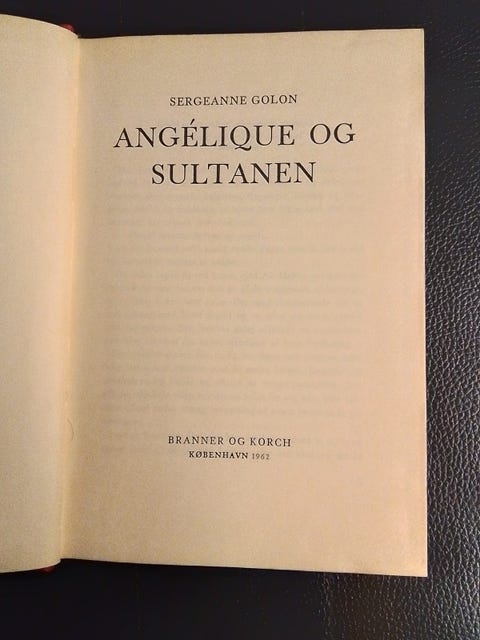 SERGEANNE GOLON
ANGÉLIQUE OG
SULTANEN
BRANNER OG KORCH
KØBENHAVN 1962